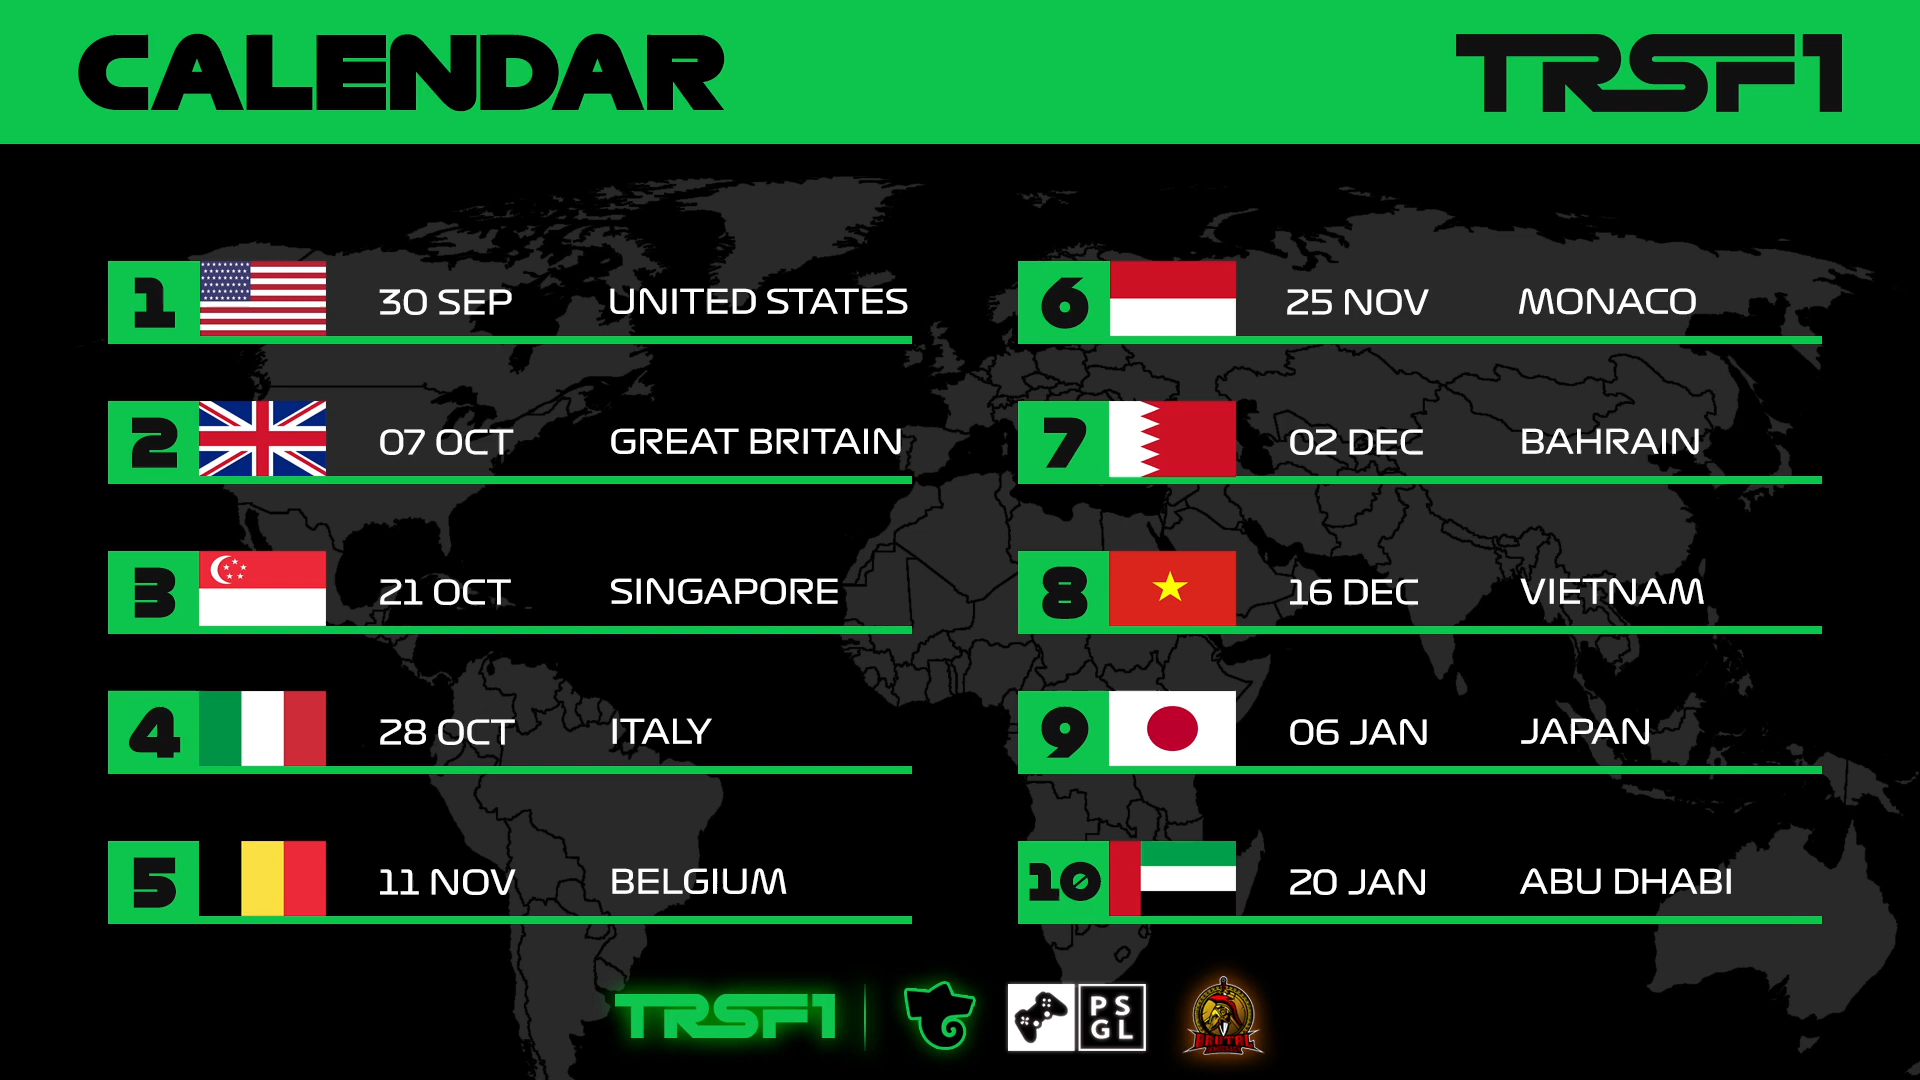 CALENDAR
TRSF1
1 30 SEP UNITED STATES
2 07 OCT GREAT BRITAIN
3 21 OCT SINGAPORE
4 28 OCT ITALY
5 11 NOV BELGIUM
6 25 NOV MONACO
7 02 DEC BAHRAIN
8 16 DEC VIETNAM
9 06 JAN JAPAN
10 20 JAN ABU DHABI
TRSF1
PS
GL
BRUTAL